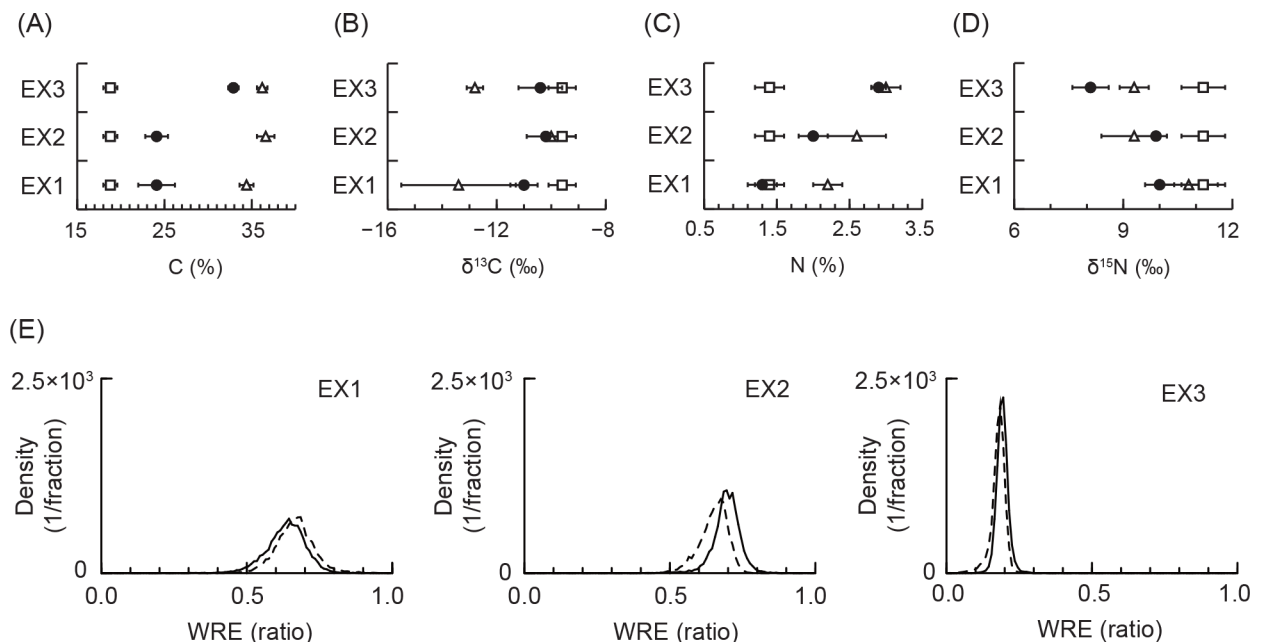 (A)
EX3
EX2
EX1
15 25 35
C (%)
(B)
EX3
EX2
EX1
−16 −12 −8
δ¹³C (‰)
(C)
EX3
EX2
EX1
0.5 1.5 2.5 3.5
N (%)
(D)
EX3
EX2
EX1
6 9 12
δ¹⁵N (‰)
(E)
2.5×10³
EX1
Density
(1/fraction)
0
0.0 0.5 1.0
WRE (ratio)
2.5×10³
EX2
Density
(1/fraction)
0
0.0 0.5 1.0
WRE (ratio)
2.5×10³
EX3
Density
(1/fraction)
0
0.0 0.5 1.0
WRE (ratio)